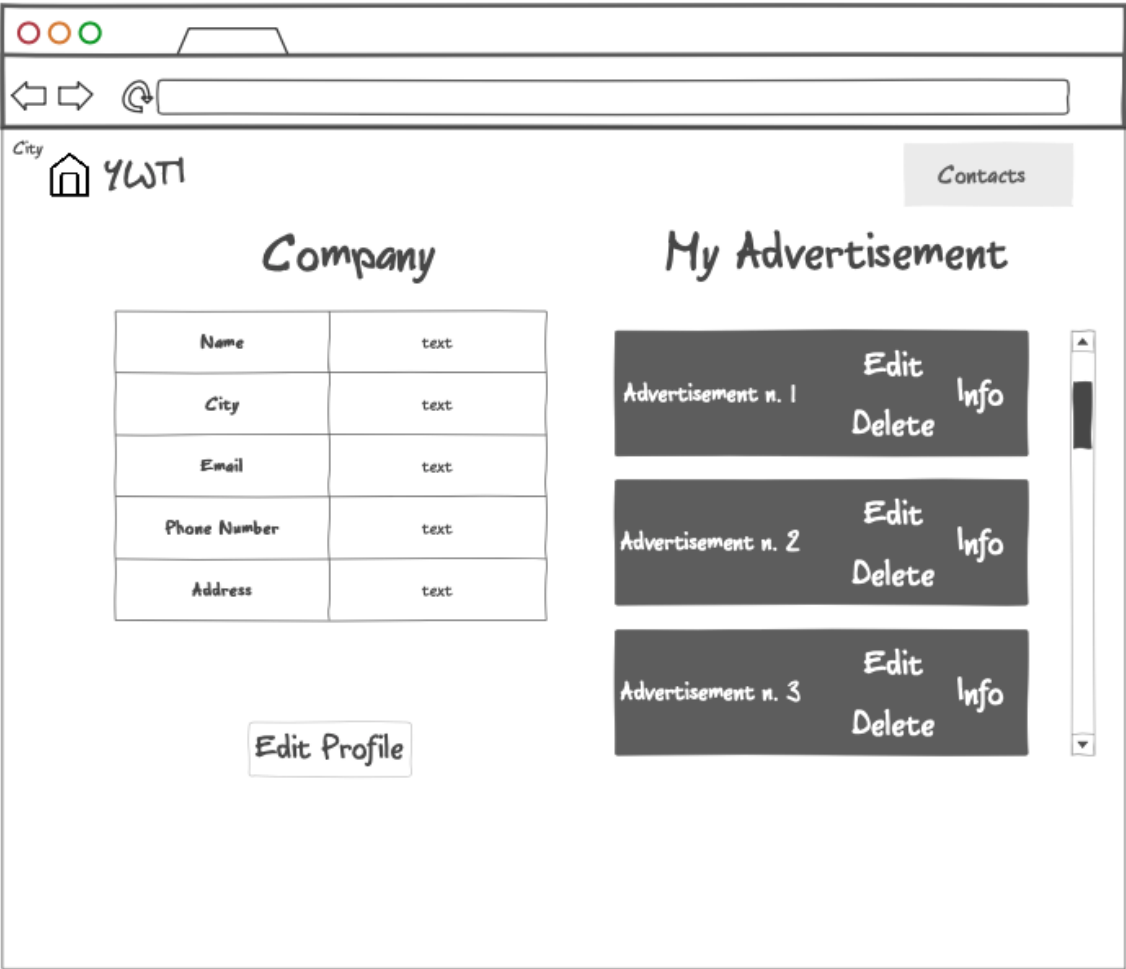 City
YWTI
Contacts
Company
My Advertisement
Name text
City text
Email text
Phone Number text
Address text
Edit Profile
Advertisement n. 1
Edit
Delete
Info
Advertisement n. 2
Edit
Delete
Info
Advertisement n. 3
Edit
Delete
Info